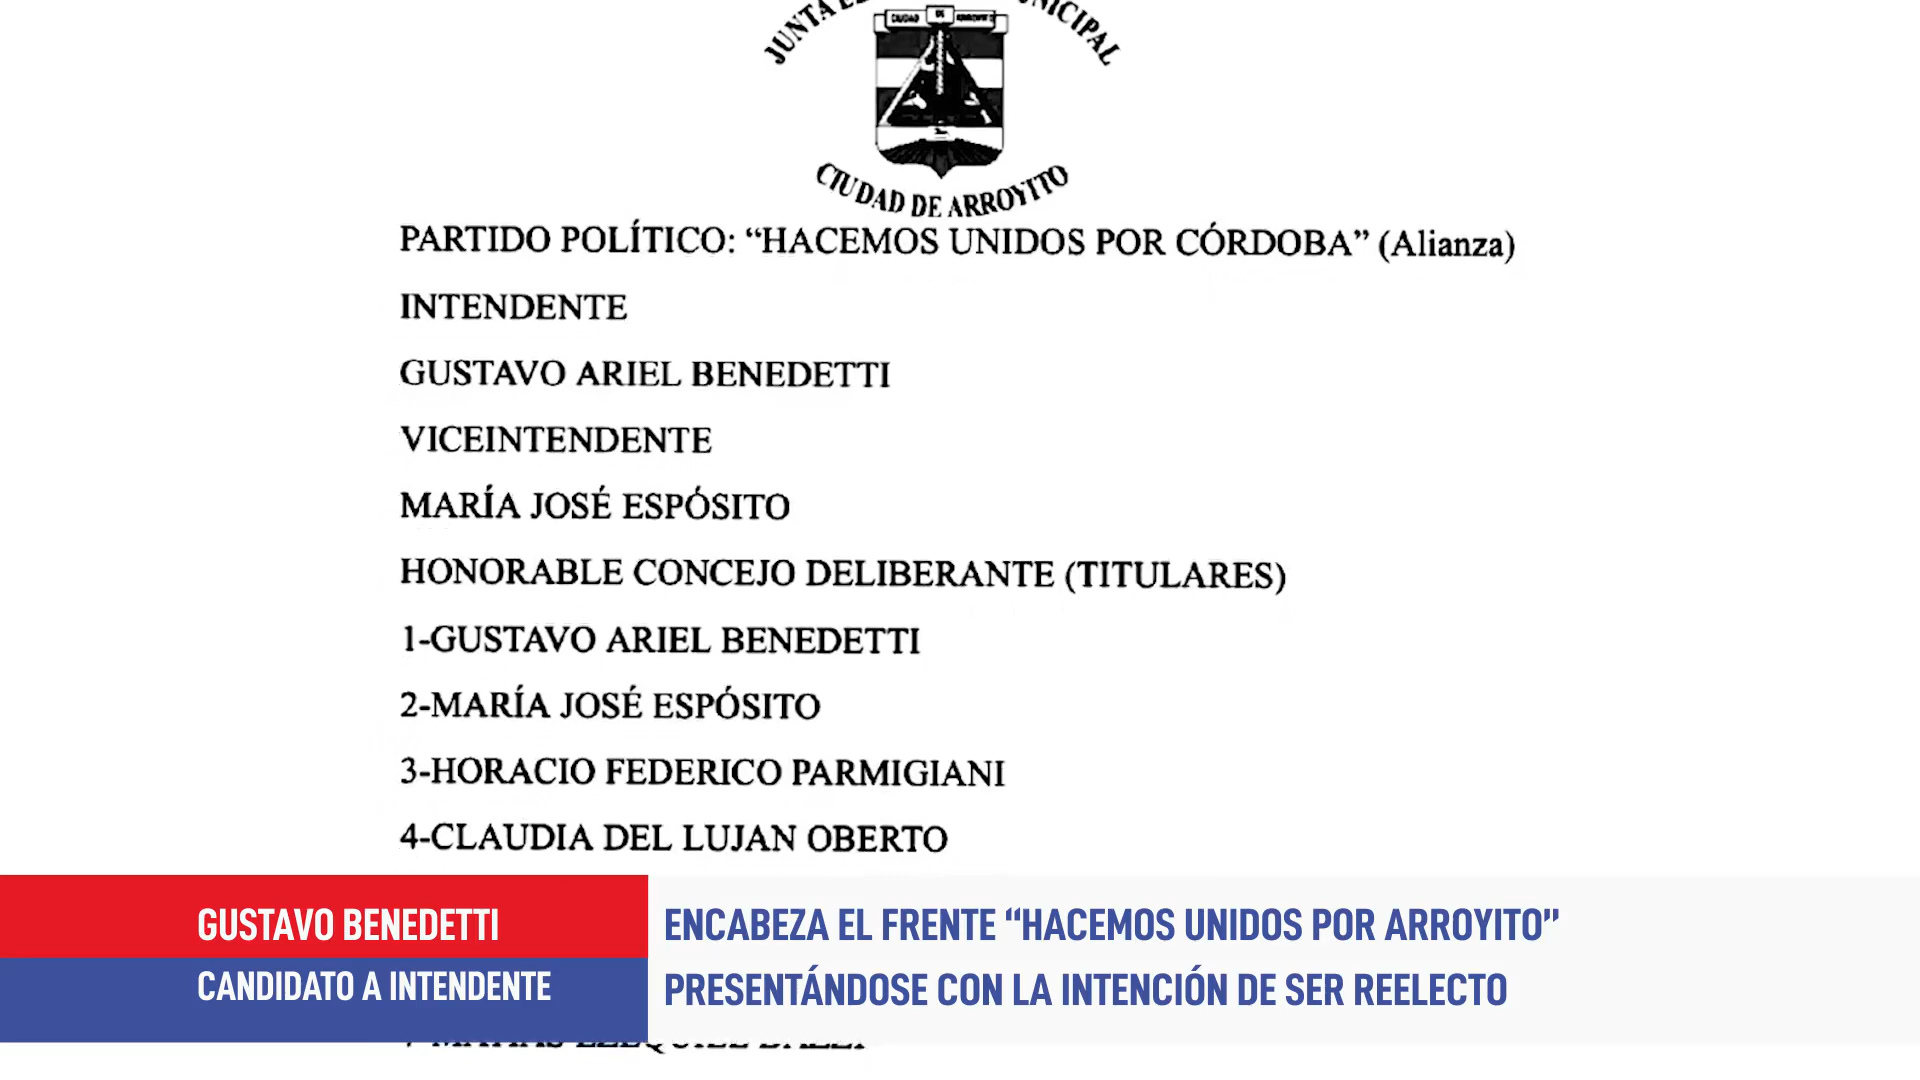 MUNICIPAL
CIUDAD DE ARROYITO
CIUDAD DE ARROYITO
PARTIDO POLÍTICO: “HACEMOS UNIDOS POR CÓRDOBA” (Alianza)
INTENDENTE
GUSTAVO ARIEL BENEDETTI
VICEINTENDENTE
MARÍA JOSÉ ESPÓSITO
HONORABLE CONCEJO DELIBERANTE (TITULARES)
1-GUSTAVO ARIEL BENEDETTI
2-MARÍA JOSÉ ESPÓSITO
3-HORACIO FEDERICO PARMIGIANI
4-CLAUDIA DEL LUJAN OBERTO
GUSTAVO BENEDETTI
CANDIDATO A INTENDENTE
ENCABEZA EL FRENTE “HACEMOS UNIDOS POR ARROYITO”
PRESENTÁNDOSE CON LA INTENCIÓN DE SER REELECTO